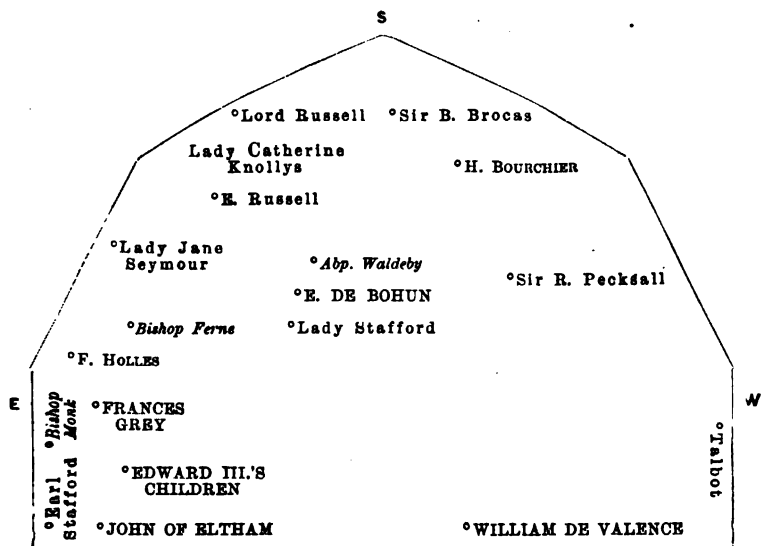 S
°Lord Russell °Sir B. Brocas
Lady Catherine
Knollys
°H. BOURCHIER
°E. Russell
°Lady Jane
Seymour
°Abp. Waldeby
°Sir R. Pecksall
°E. DE BOHUN
°Bishop Ferne °Lady Stafford
°F. HOLLES
E
W
°Bishop
Monk
°FRANCES
GREY
°Talbot
°Earl
Stafford
°EDWARD III.'S
CHILDREN
°JOHN OF ELTHAM °WILLIAM DE VALENCE